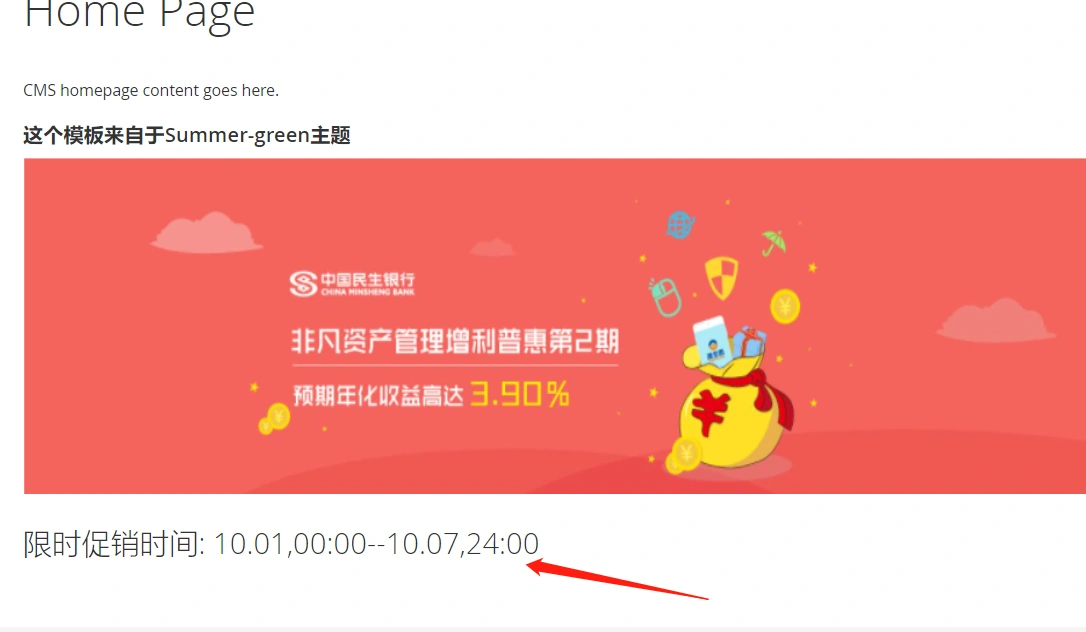 Home Page
CMS homepage content goes here.
这个模板来自于Summer-green主题
中国民生银行
CHINA MINSHENG BANK
非凡资产管理增利普惠第2期
预期年化收益高达 3.90%
限时促销时间: 10.01,00:00--10.07,24:00